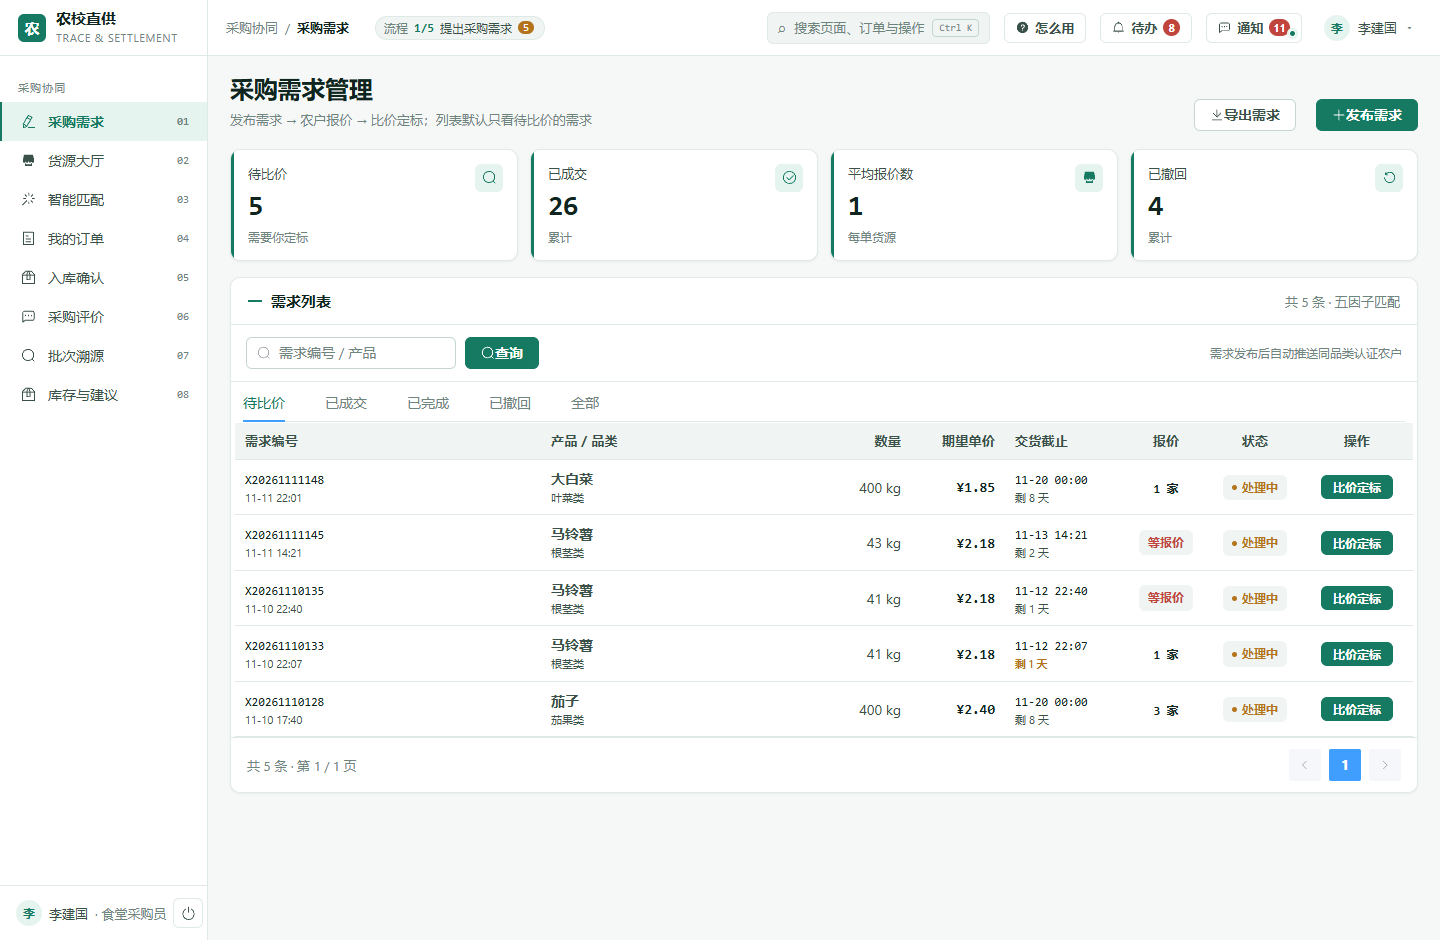 农
农校直供
TRACE & SETTLEMENT
采购协同 / 采购需求
流程 1/5 提出采购需求 5
搜索页面、订单与操作 Ctrl K
怎么用
待办 8
通知 11
李 李建国
采购协同
采购需求 01
货源大厅 02
智能匹配 03
我的订单 04
入库确认 05
采购评价 06
批次溯源 07
库存与建议 08
李 李建国 · 食堂采购员
采购需求管理
发布需求 → 农户报价 → 比价定标；列表默认只看待比价的需求
导出需求
发布需求
待比价
5
需要你定标
已成交
26
累计
平均报价数
1
每单货源
已撤回
4
累计
需求列表
共 5 条 · 五因子匹配
需求编号 / 产品
查询
需求发布后自动推送同品类认证农户
待比价 已成交 已完成 已撤回 全部
需求编号 产品 / 品类 数量 期望单价 交货截止 报价 状态 操作
X20261111148 大白菜 400 kg ¥1.85 11-20 00:00 1 家 处理中 比价定标
11-11 22:01 叶菜类 剩 8 天
X20261111145 马铃薯 43 kg ¥2.18 11-13 14:21 等报价 处理中 比价定标
11-11 14:21 根茎类 剩 2 天
X20261110135 马铃薯 41 kg ¥2.18 11-12 22:40 等报价 处理中 比价定标
11-10 22:40 根茎类 剩 1 天
X20261110133 马铃薯 41 kg ¥2.18 11-12 22:07 1 家 处理中 比价定标
11-10 22:07 根茎类 剩 1 天
X20261110128 茄子 400 kg ¥2.40 11-20 00:00 3 家 处理中 比价定标
11-10 17:40 茄果类 剩 8 天
共 5 条 · 第 1 / 1 页
1